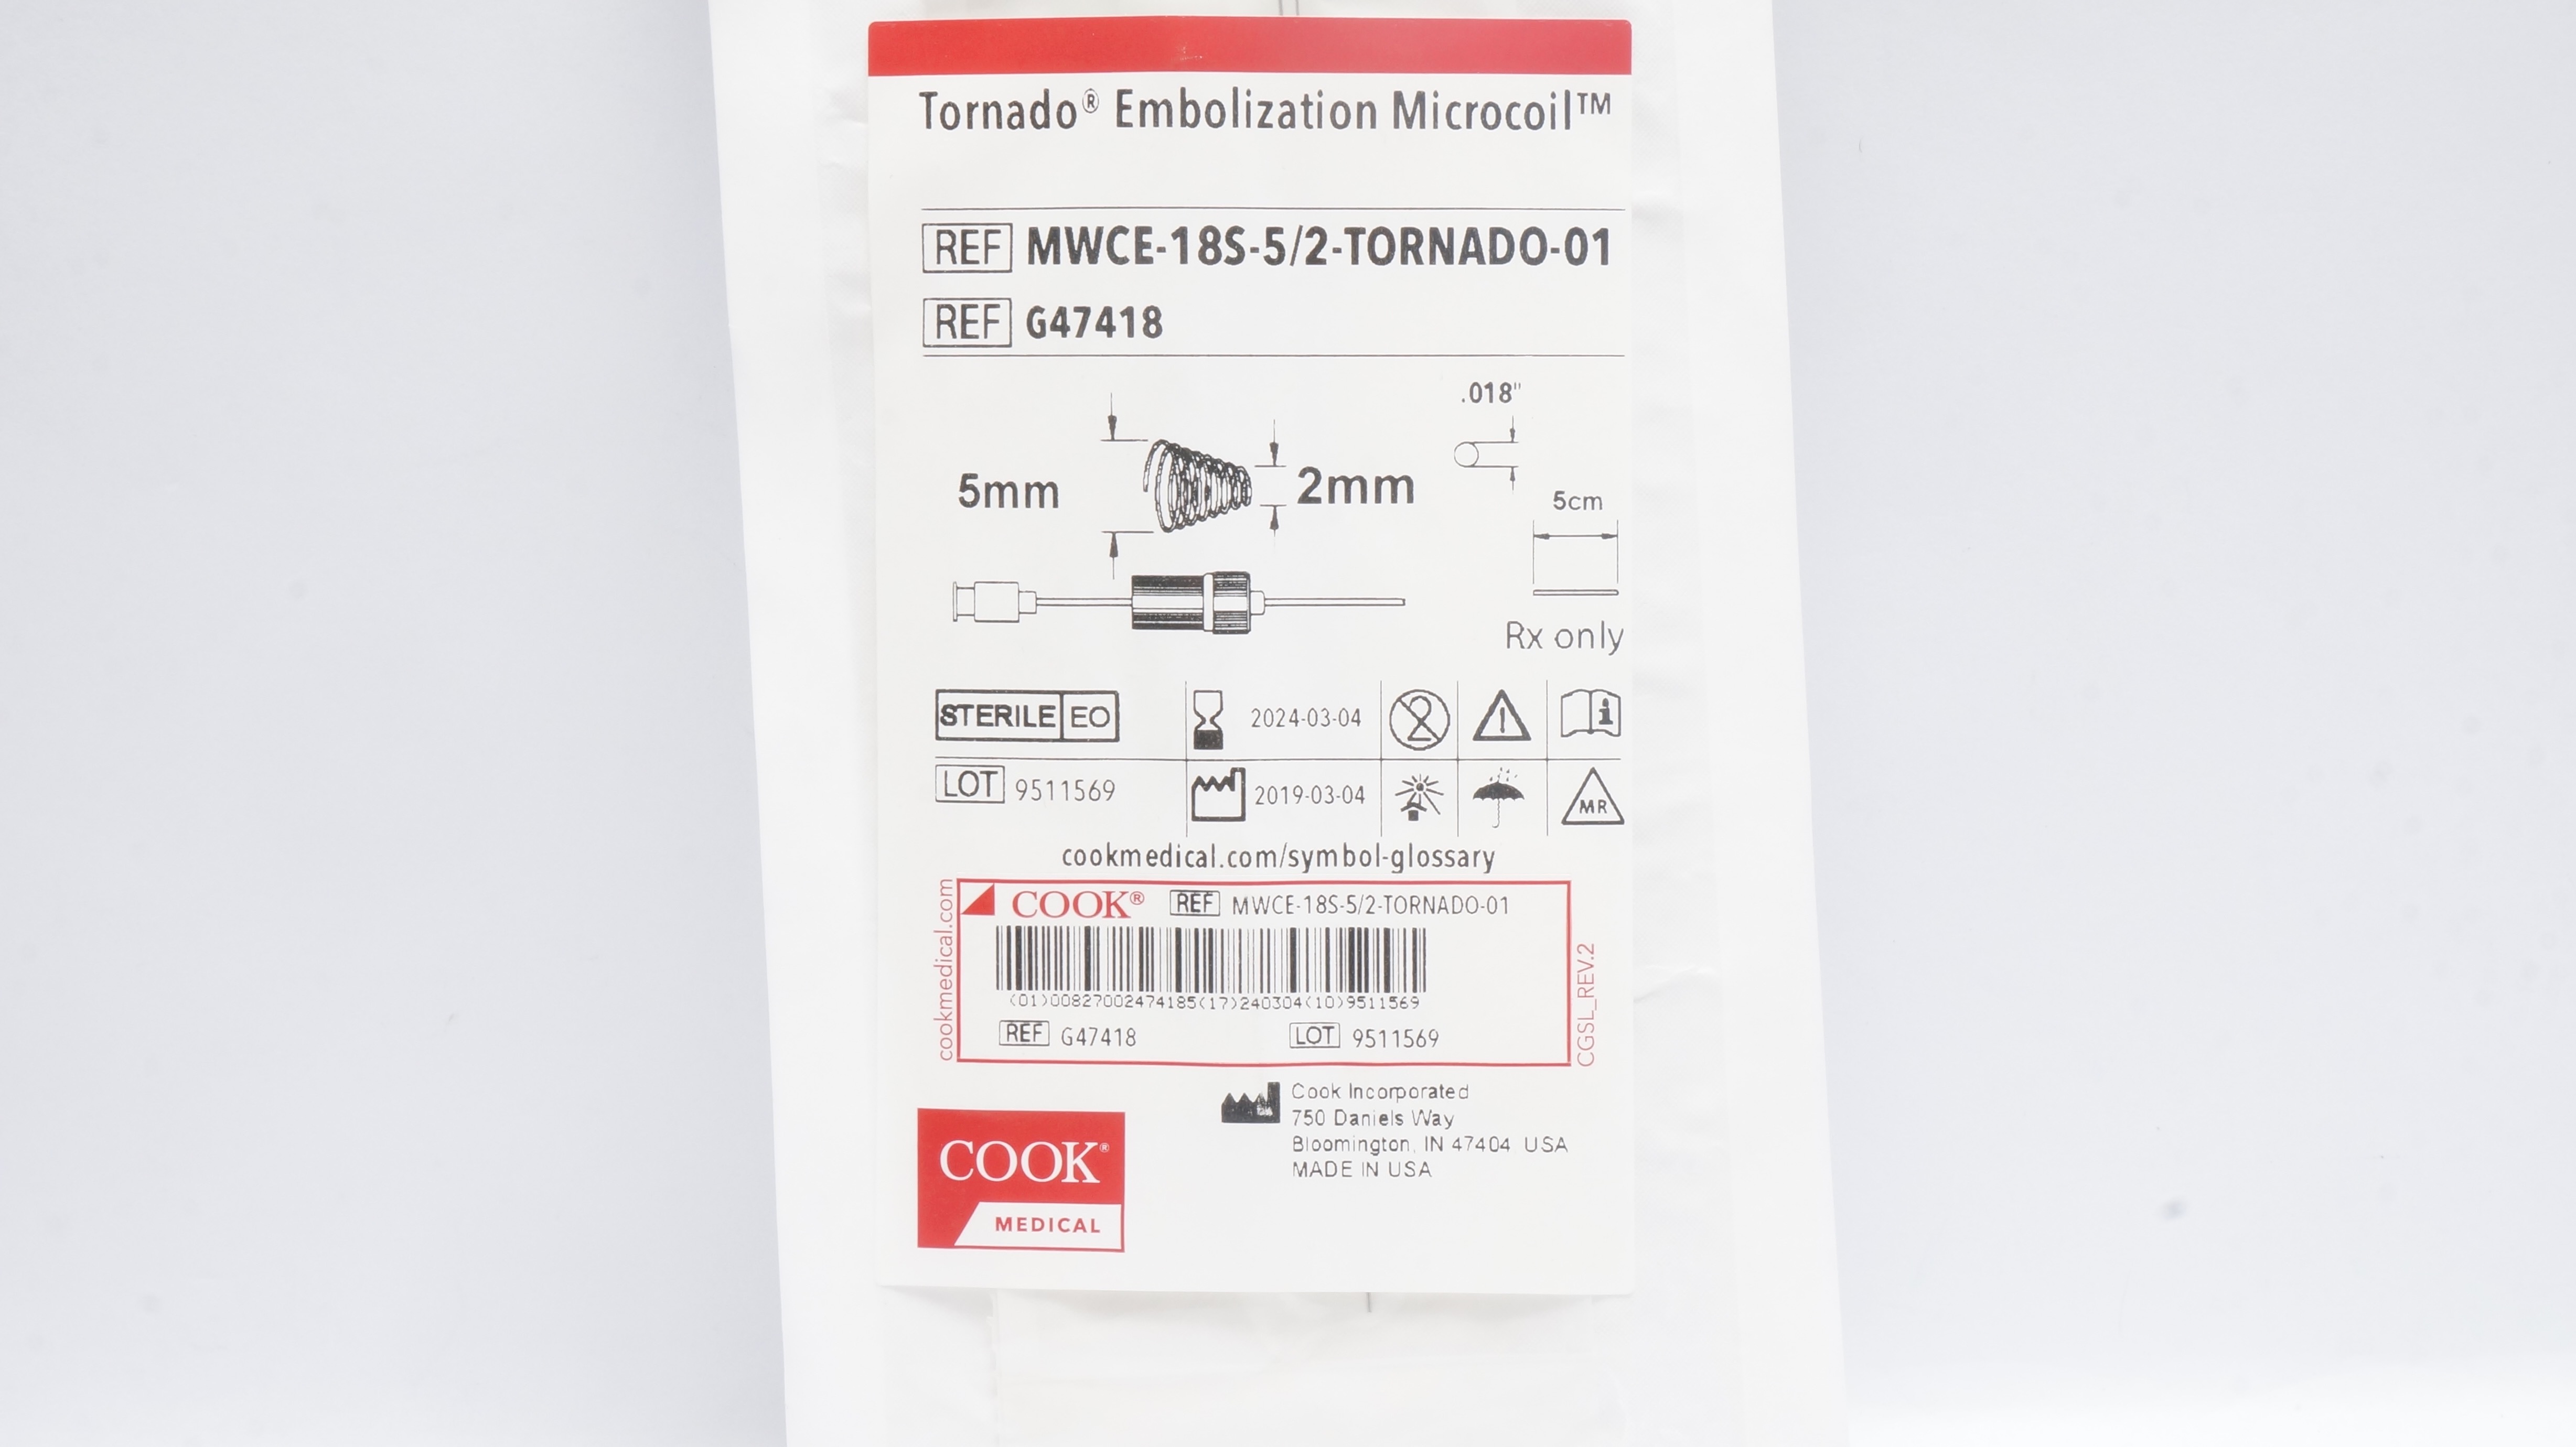 Tornado® Embolization Microcoil™
REF MWCE-18S-5/2-TORNADO-01
REF G47418
.018"
5mm
2mm
5cm
Rx only
STERILE EO
2024-03-04
2
LOT 9511569
2019-03-04
MR
cookmedical.com/symbol-glossary
cookmedical.com
COOK® REF MWCE-18S-5/2-TORNADO-01
(01)00827002474185(17)240304(10)9511569
REF G47418 LOT 9511569
CGSL_REV.2
Cook Incorporated
750 Daniels Way
Bloomington, IN 47404 USA
MADE IN USA
COOK®
MEDICAL